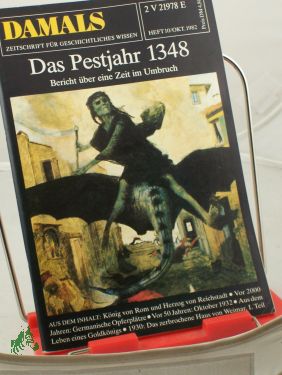 DAMALS
2 V 21978 E
ZEITSCHRIFT FÜR GESCHICHTLICHES WISSEN
HEFT 10/OKT. 1982
Das Pestjahr 1348
Bericht über eine Zeit im Umbruch
AUS DEM INHALT: König von Rom und Herzog von Reichstadt • Vor 2000
Jahren: Germanische Opferplätze • Vor 50 Jahren: Oktober 1932 • Aus dem
Leben eines Goldkönigs • 1930: Das zerbrochene Haus von Weimar, 1. Teil